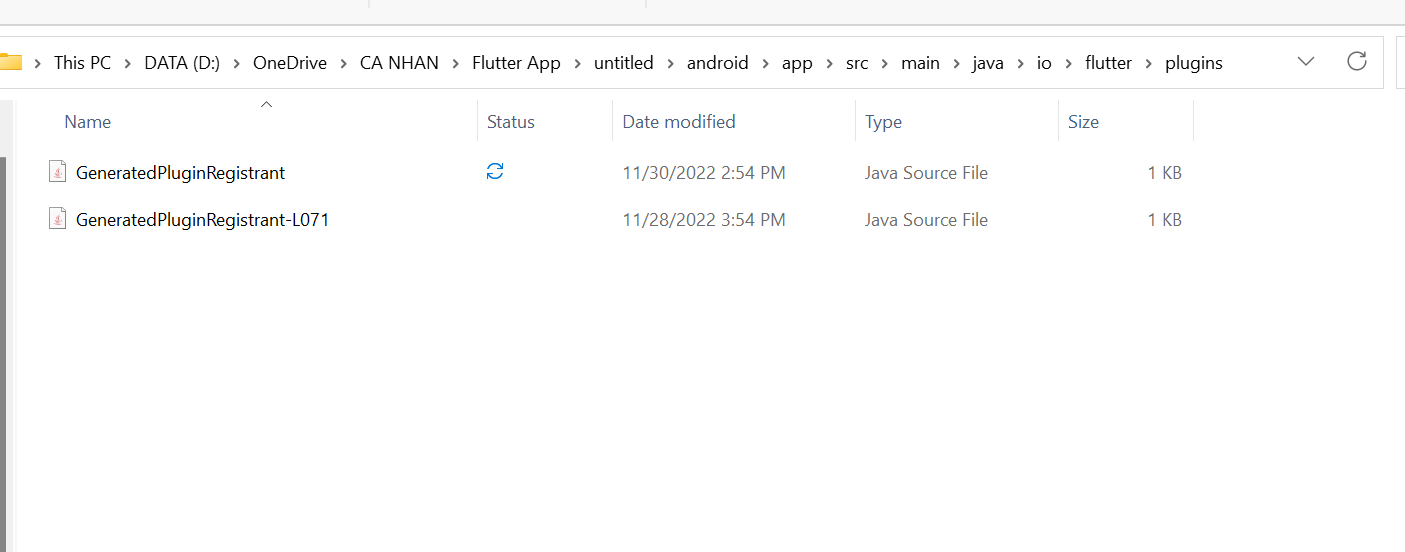 This PC DATA (D:) OneDrive CA NHAN Flutter App untitled android app src main java io flutter plugins
Name Status Date modified Type Size
GeneratedPluginRegistrant 11/30/2022 2:54 PM Java Source File 1 KB
GeneratedPluginRegistrant-L071 11/28/2022 3:54 PM Java Source File 1 KB